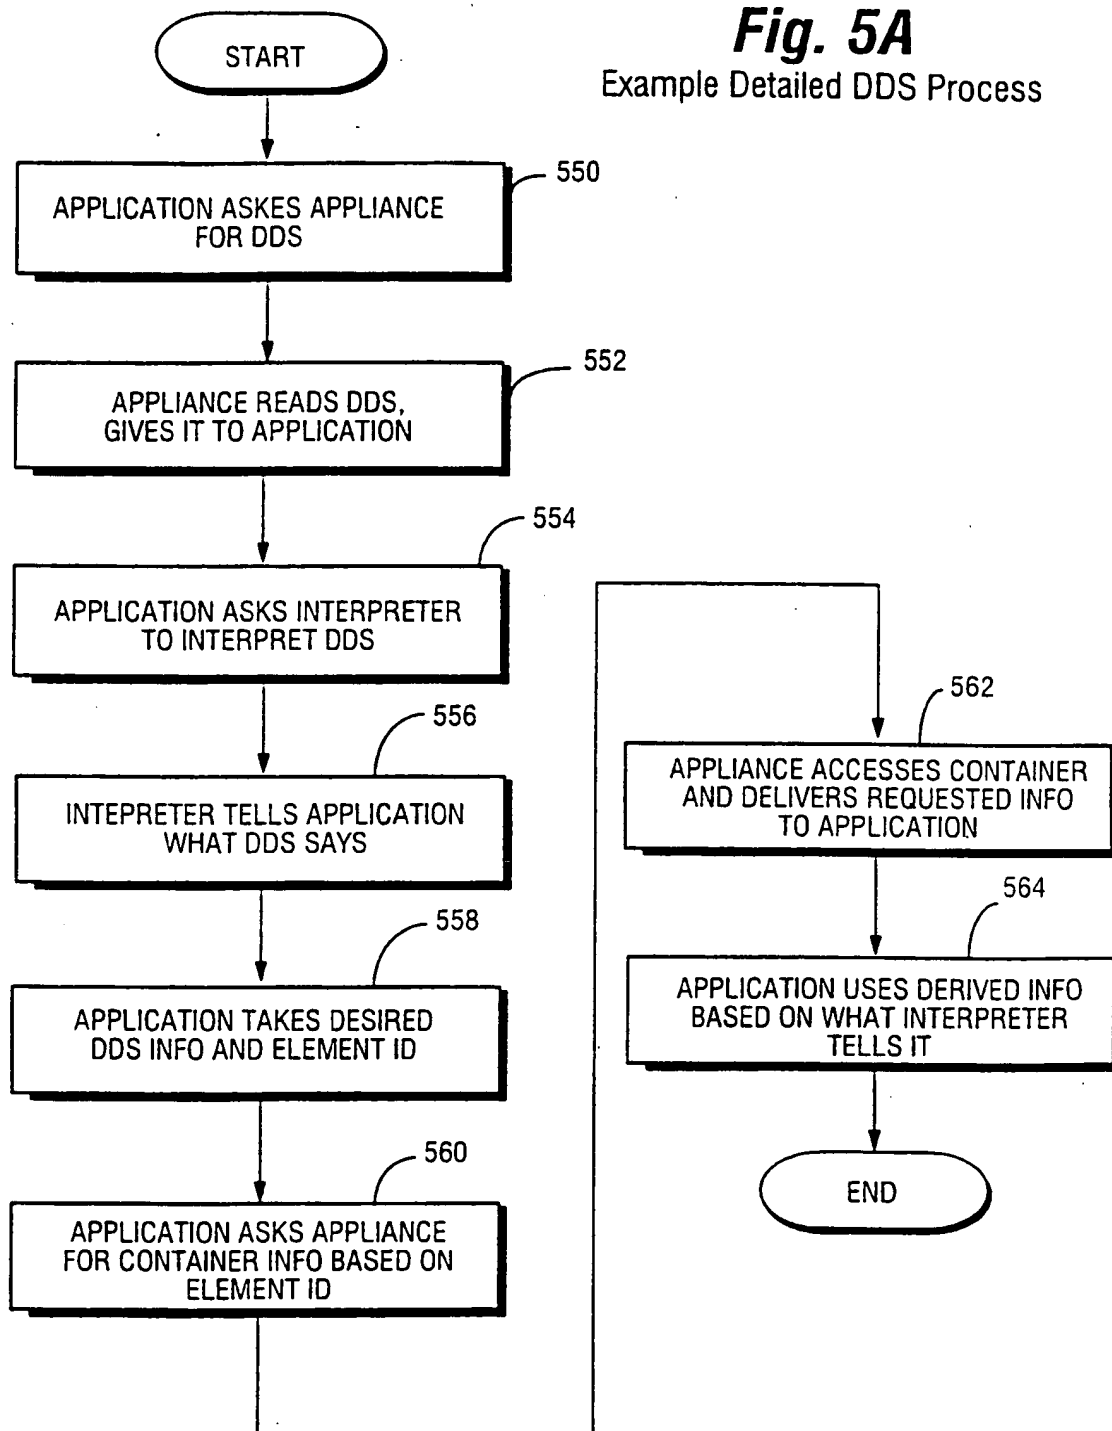 Fig. 5A
Example Detailed DDS Process
START
550
APPLICATION ASKES APPLIANCE
FOR DDS
552
APPLIANCE READS DDS,
GIVES IT TO APPLICATION
554
APPLICATION ASKS INTERPRETER
TO INTERPRET DDS
556
INTEPRETER TELLS APPLICATION
WHAT DDS SAYS
558
APPLICATION TAKES DESIRED
DDS INFO AND ELEMENT ID
560
APPLICATION ASKS APPLIANCE
FOR CONTAINER INFO BASED ON
ELEMENT ID
562
APPLIANCE ACCESSES CONTAINER
AND DELIVERS REQUESTED INFO
TO APPLICATION
564
APPLICATION USES DERIVED INFO
BASED ON WHAT INTERPRETER
TELLS IT
END